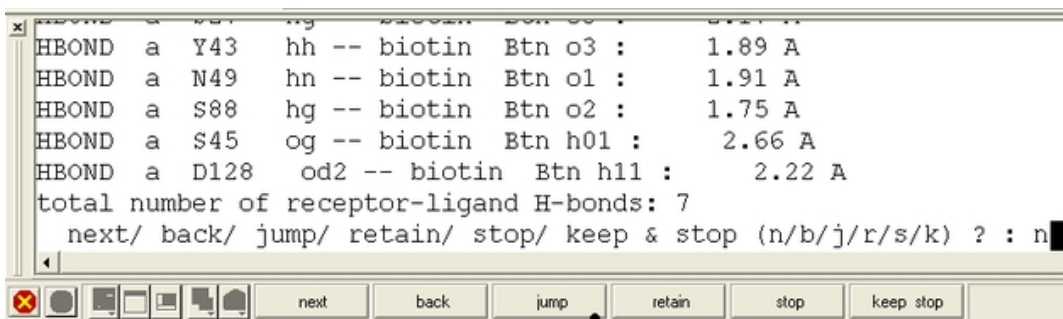 HBOND a Y43 hh -- biotin Btn o3 : 1.89 A
HBOND a N49 hn -- biotin Btn o1 : 1.91 A
HBOND a S88 hg -- biotin Btn o2 : 1.75 A
HBOND a S45 og -- biotin Btn h01 : 2.66 A
HBOND a D128 od2 -- biotin Btn h11 : 2.22 A
total number of receptor-ligand H-bonds: 7
next/ back/ jump/ retain/ stop/ keep & stop (n/b/j/r/s/k) ? : n
next back jump retain stop keep stop